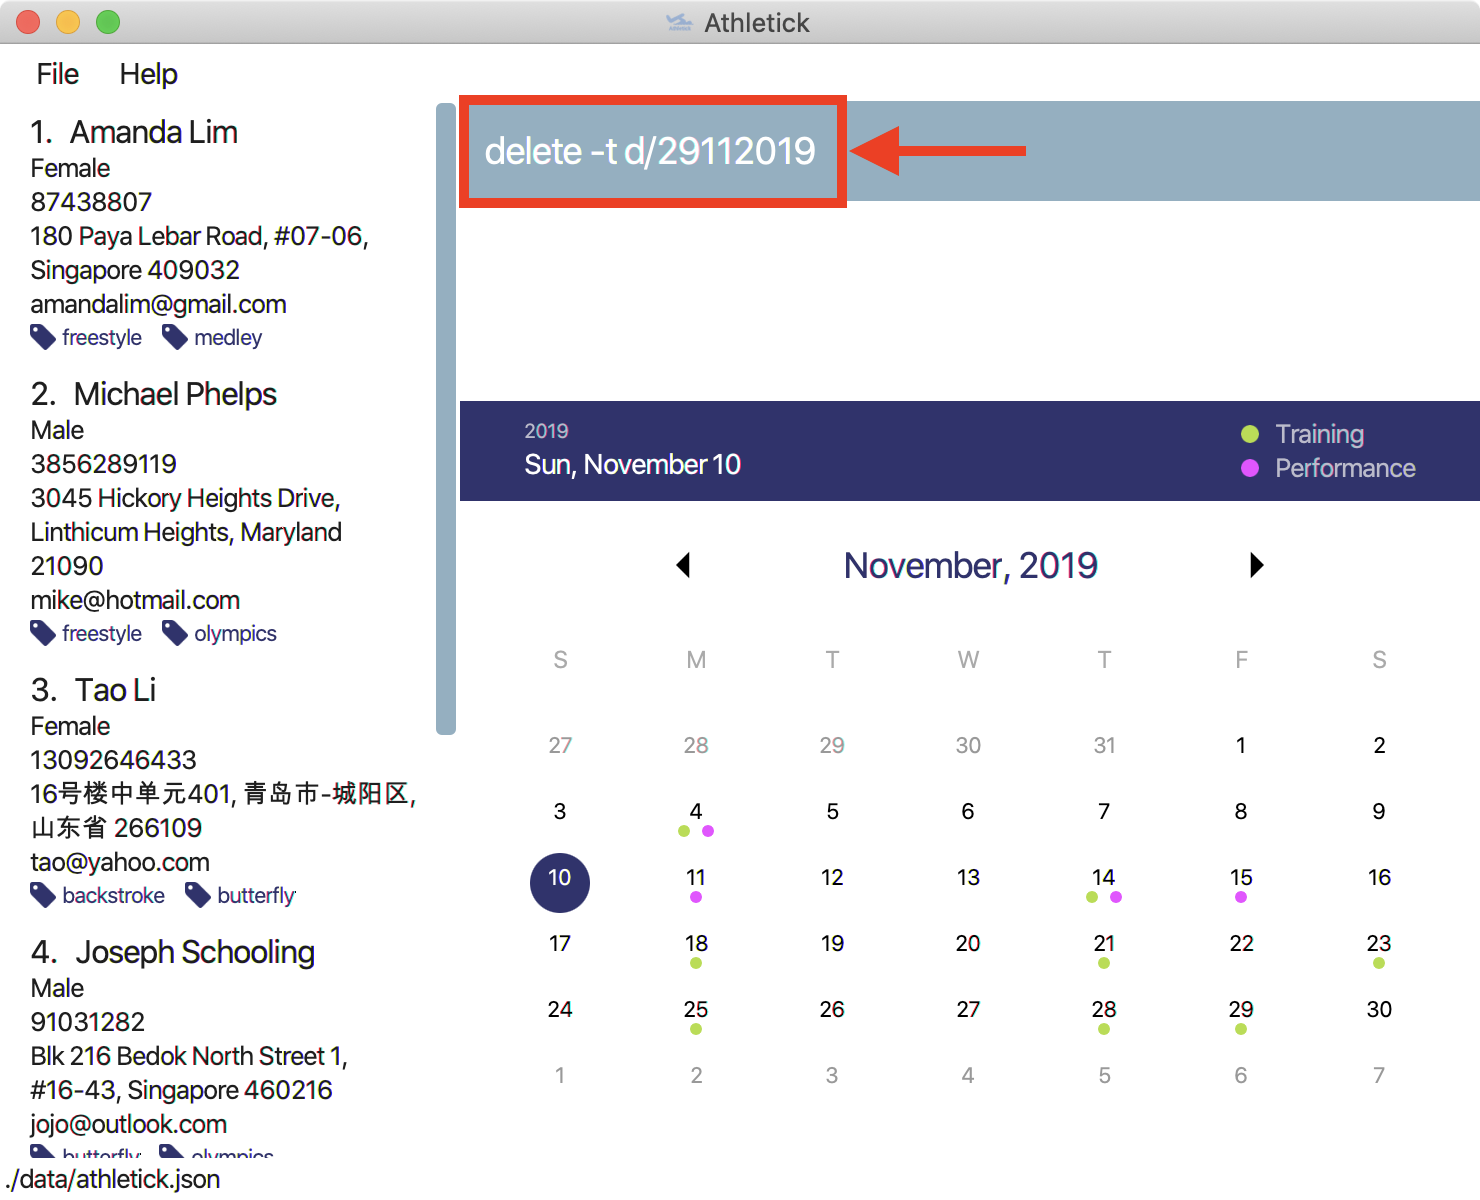 Athletick
File Help
1. Amanda Lim
Female
87438807
180 Paya Lebar Road, #07-06,
Singapore 409032
amandalim@gmail.com
freestyle medley
2. Michael Phelps
Male
3856289119
3045 Hickory Heights Drive,
Linthicum Heights, Maryland
21090
mike@hotmail.com
freestyle olympics
3. Tao Li
Female
13092646433
16号楼中单元401, 青岛市-城阳区,
山东省 266109
tao@yahoo.com
backstroke butterfly
4. Joseph Schooling
Male
91031282
Blk 216 Bedok North Street 1,
#16-43, Singapore 460216
jojo@outlook.com
butterfly olympics
./data/athletick.json
delete -t d/29112019
2019
Sun, November 10
Training
Performance
November, 2019
S M T W T F S
27 28 29 30 31 1 2
3 4 5 6 7 8 9
10 11 12 13 14 15 16
17 18 19 20 21 22 23
24 25 26 27 28 29 30
1 2 3 4 5 6 7